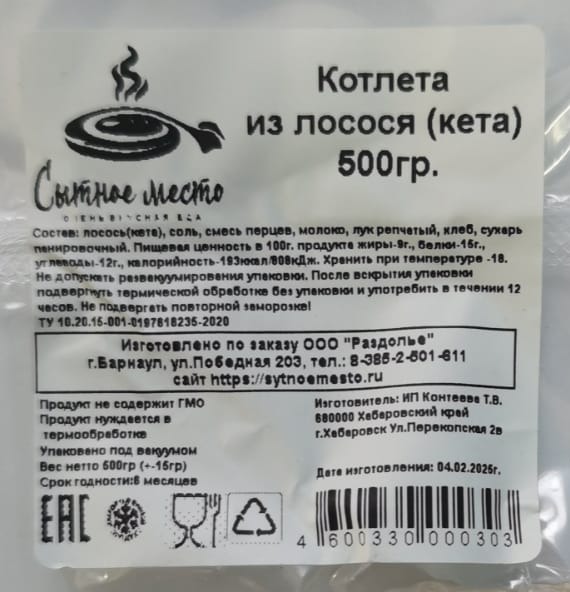 Котлета
из лосося (кета)
500гр.
Сытное место
ОЧЕНЬ ВКУСНАЯ ЕДА
Состав: лосось(кета), соль, смесь перцев, молоко, лук репчатый, хлеб, сухарь
панировочный. Пищевая ценность в 100г. продукте жиры-9г., белки-15г.,
углеводы-12г., калорийность-193ккал/808кДж. Хранить при температуре -18.
Не допускать развакуумирования упаковки. После вскрытия упаковки
подвергнуть термической обработке без упаковки и употребить в течении 12
часов. Не подвергать повторной заморозке!
ТУ 10.20.15-001-0197818235-2020
Изготовлено по заказу ООО "Раздолье"
г.Барнаул, ул.Победная 203, тел.: 8-385-2-501-611
сайт https://sytnoemesto.ru
Продукт не содержит ГМО
Продукт нуждается в
термообработке
Упаковано под вакуумом
Вес нетто 500гр (+-15гр)
Срок годности:6 месяцев
Изготовитель: ИП Контеева Т.В.
680000 Хабаровский край
г.Хабаровск Ул.Перекопская 2в
Дата изготовления: 04.02.2025г.
EAC
4 600330 000303